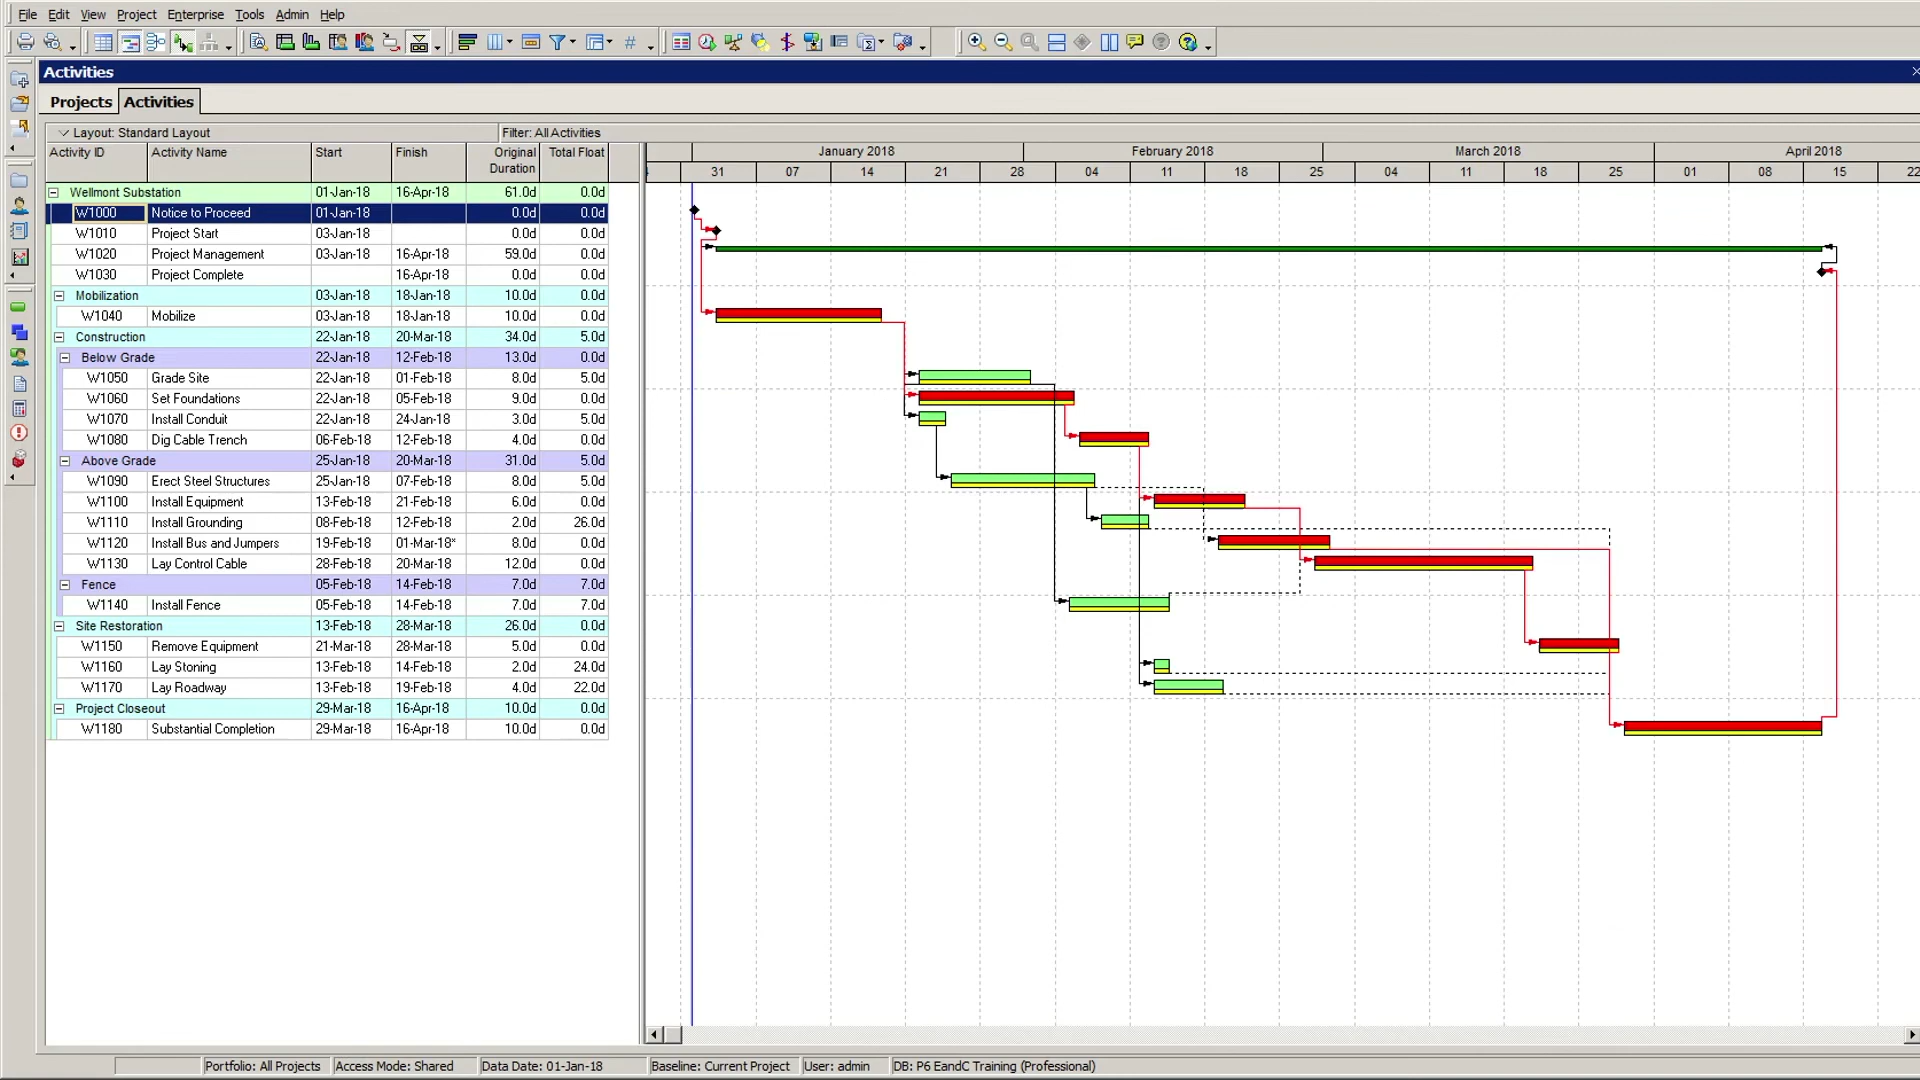 File Edit View Project Enterprise Tools Admin Help
Activities
Projects Activities
Layout: Standard Layout Filter: All Activities
Activity ID Activity Name Start Finish Original Duration Total Float
January 2018 February 2018 March 2018 April 2018
31 07 14 21 28 04 11 18 25 04 11 18 25 01 08 15 22
Wellmont Substation 01-Jan-18 16-Apr-18 61.0d 0.0d
W1000 Notice to Proceed 01-Jan-18 0.0d 0.0d
W1010 Project Start 03-Jan-18 0.0d 0.0d
W1020 Project Management 03-Jan-18 16-Apr-18 59.0d 0.0d
W1030 Project Complete 16-Apr-18 0.0d 0.0d
Mobilization 03-Jan-18 18-Jan-18 10.0d 0.0d
W1040 Mobilize 03-Jan-18 18-Jan-18 10.0d 0.0d
Construction 22-Jan-18 20-Mar-18 34.0d 5.0d
Below Grade 22-Jan-18 12-Feb-18 13.0d 0.0d
W1050 Grade Site 22-Jan-18 01-Feb-18 8.0d 5.0d
W1060 Set Foundations 22-Jan-18 05-Feb-18 9.0d 0.0d
W1070 Install Conduit 22-Jan-18 24-Jan-18 3.0d 5.0d
W1080 Dig Cable Trench 06-Feb-18 12-Feb-18 4.0d 0.0d
Above Grade 25-Jan-18 20-Mar-18 31.0d 5.0d
W1090 Erect Steel Structures 25-Jan-18 07-Feb-18 8.0d 5.0d
W1100 Install Equipment 13-Feb-18 21-Feb-18 6.0d 0.0d
W1110 Install Grounding 08-Feb-18 12-Feb-18 2.0d 26.0d
W1120 Install Bus and Jumpers 19-Feb-18 01-Mar-18* 8.0d 0.0d
W1130 Lay Control Cable 28-Feb-18 20-Mar-18 12.0d 0.0d
Fence 05-Feb-18 14-Feb-18 7.0d 7.0d
W1140 Install Fence 05-Feb-18 14-Feb-18 7.0d 7.0d
Site Restoration 13-Feb-18 28-Mar-18 26.0d 0.0d
W1150 Remove Equipment 21-Mar-18 28-Mar-18 5.0d 0.0d
W1160 Lay Stoning 13-Feb-18 14-Feb-18 2.0d 24.0d
W1170 Lay Roadway 13-Feb-18 19-Feb-18 4.0d 22.0d
Project Closeout 29-Mar-18 16-Apr-18 10.0d 0.0d
W1180 Substantial Completion 29-Mar-18 16-Apr-18 10.0d 0.0d
Portfolio: All Projects Access Mode: Shared Data Date: 01-Jan-18 Baseline: Current Project User: admin DB: P6 EandC Training (Professional)